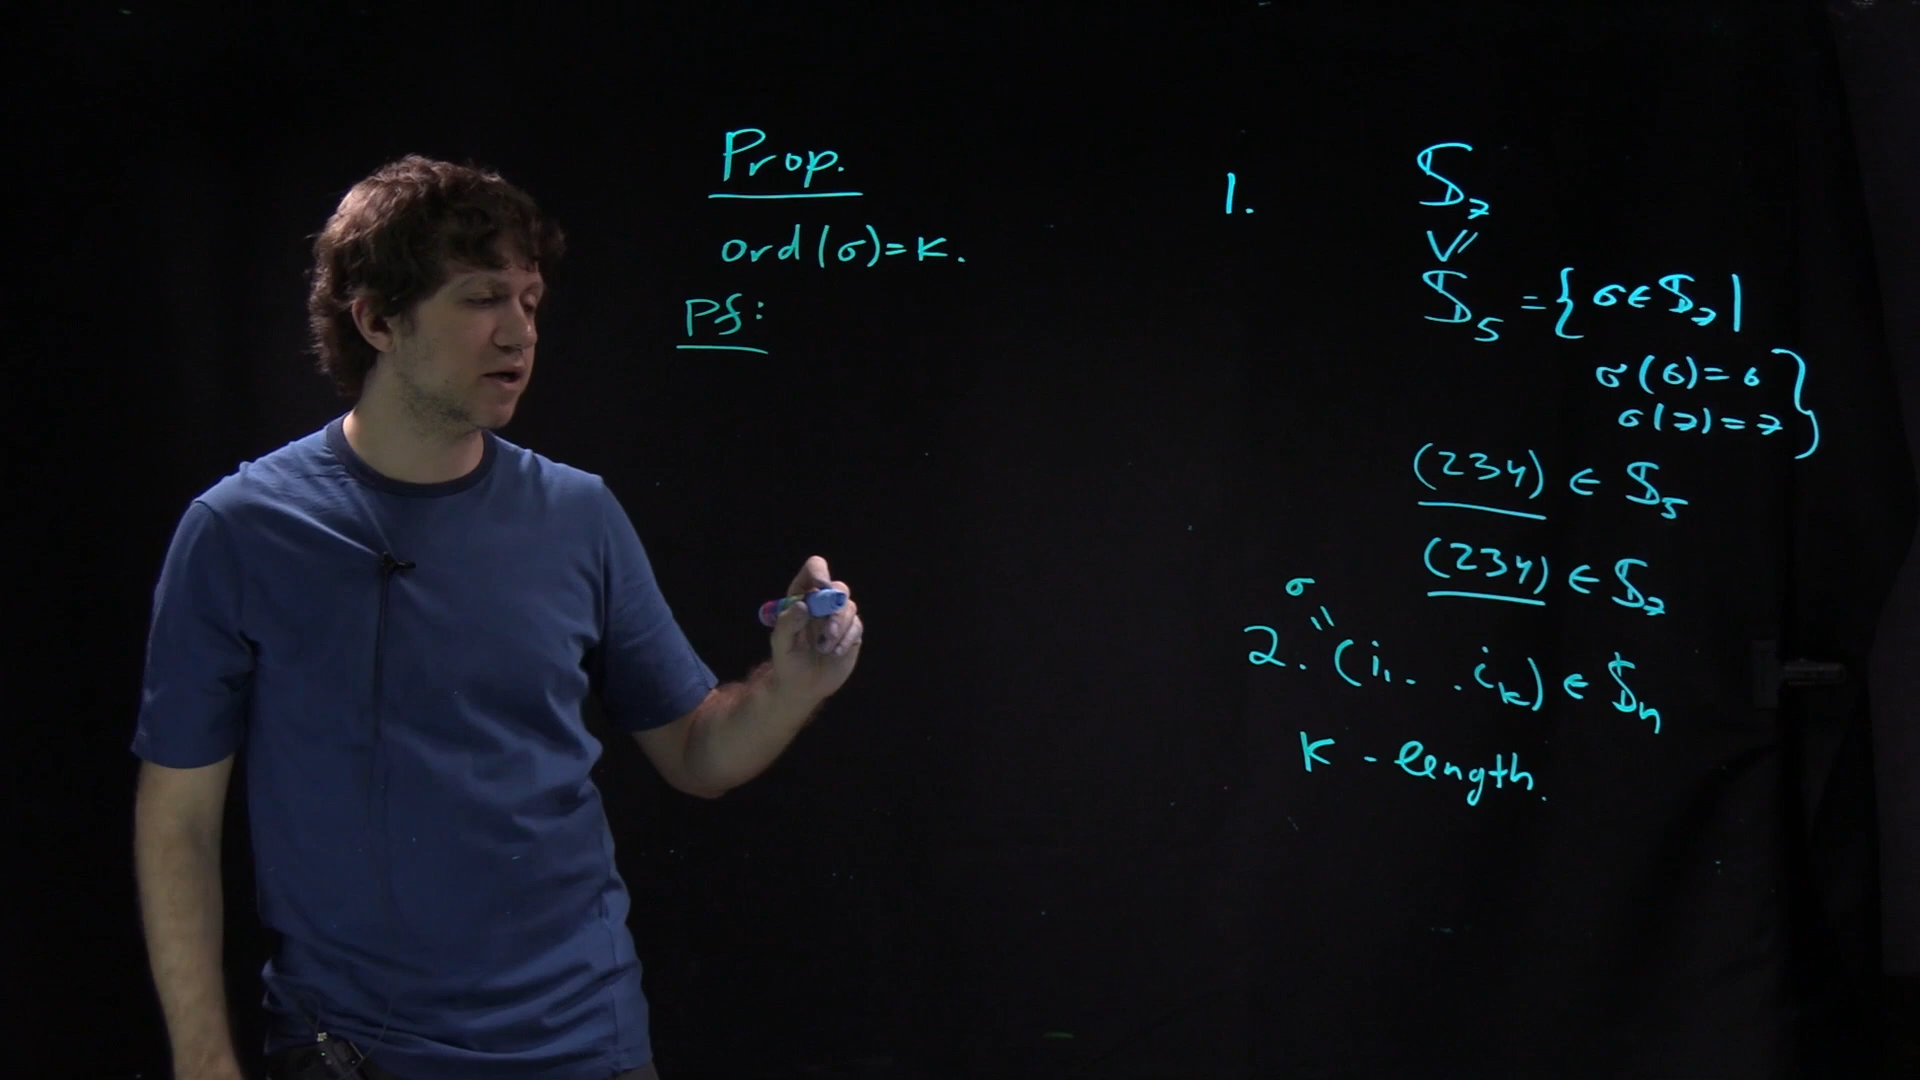 Prop.
ord(σ)=k.
Pf:
1. 𝕊₇
V//
𝕊₅ = { σ ∈ 𝕊₇ |
σ(6) = 6
σ(7) = 7 }
(234) ∈ 𝕊₅
(234) ∈ 𝕊₇
σ
"
2. (i₁. . .iₖ) ∈ 𝕊ₙ
k - length.